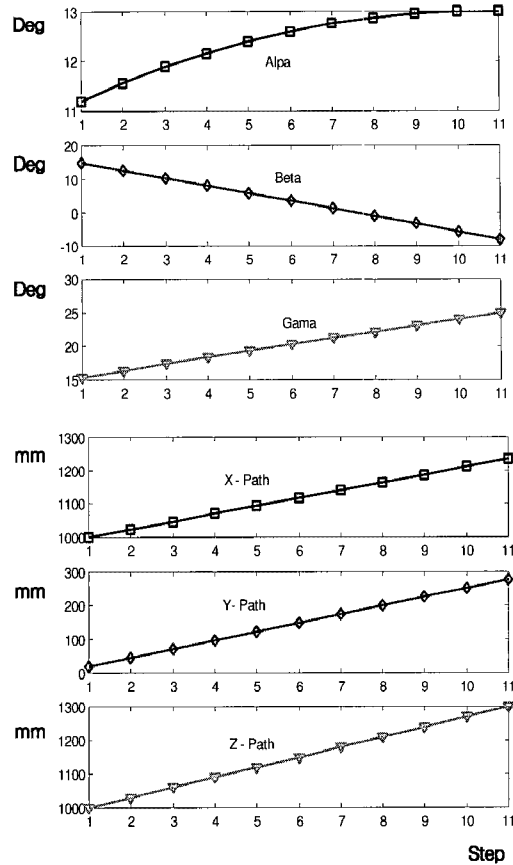 Deg
13
12
11
Alpa
1 2 3 4 5 6 7 8 9 10 11
Deg
20
10
0
-10
Beta
1 2 3 4 5 6 7 8 9 10 11
Deg
30
25
20
15
Gama
1 2 3 4 5 6 7 8 9 10 11
mm
1300
1200
1100
1000
X - Path
1 2 3 4 5 6 7 8 9 10 11
mm
300
200
100
0
Y- Path
1 2 3 4 5 6 7 8 9 10 11
mm
1300
1200
1100
1000
Z - Path
1 2 3 4 5 6 7 8 9 10 11
Step